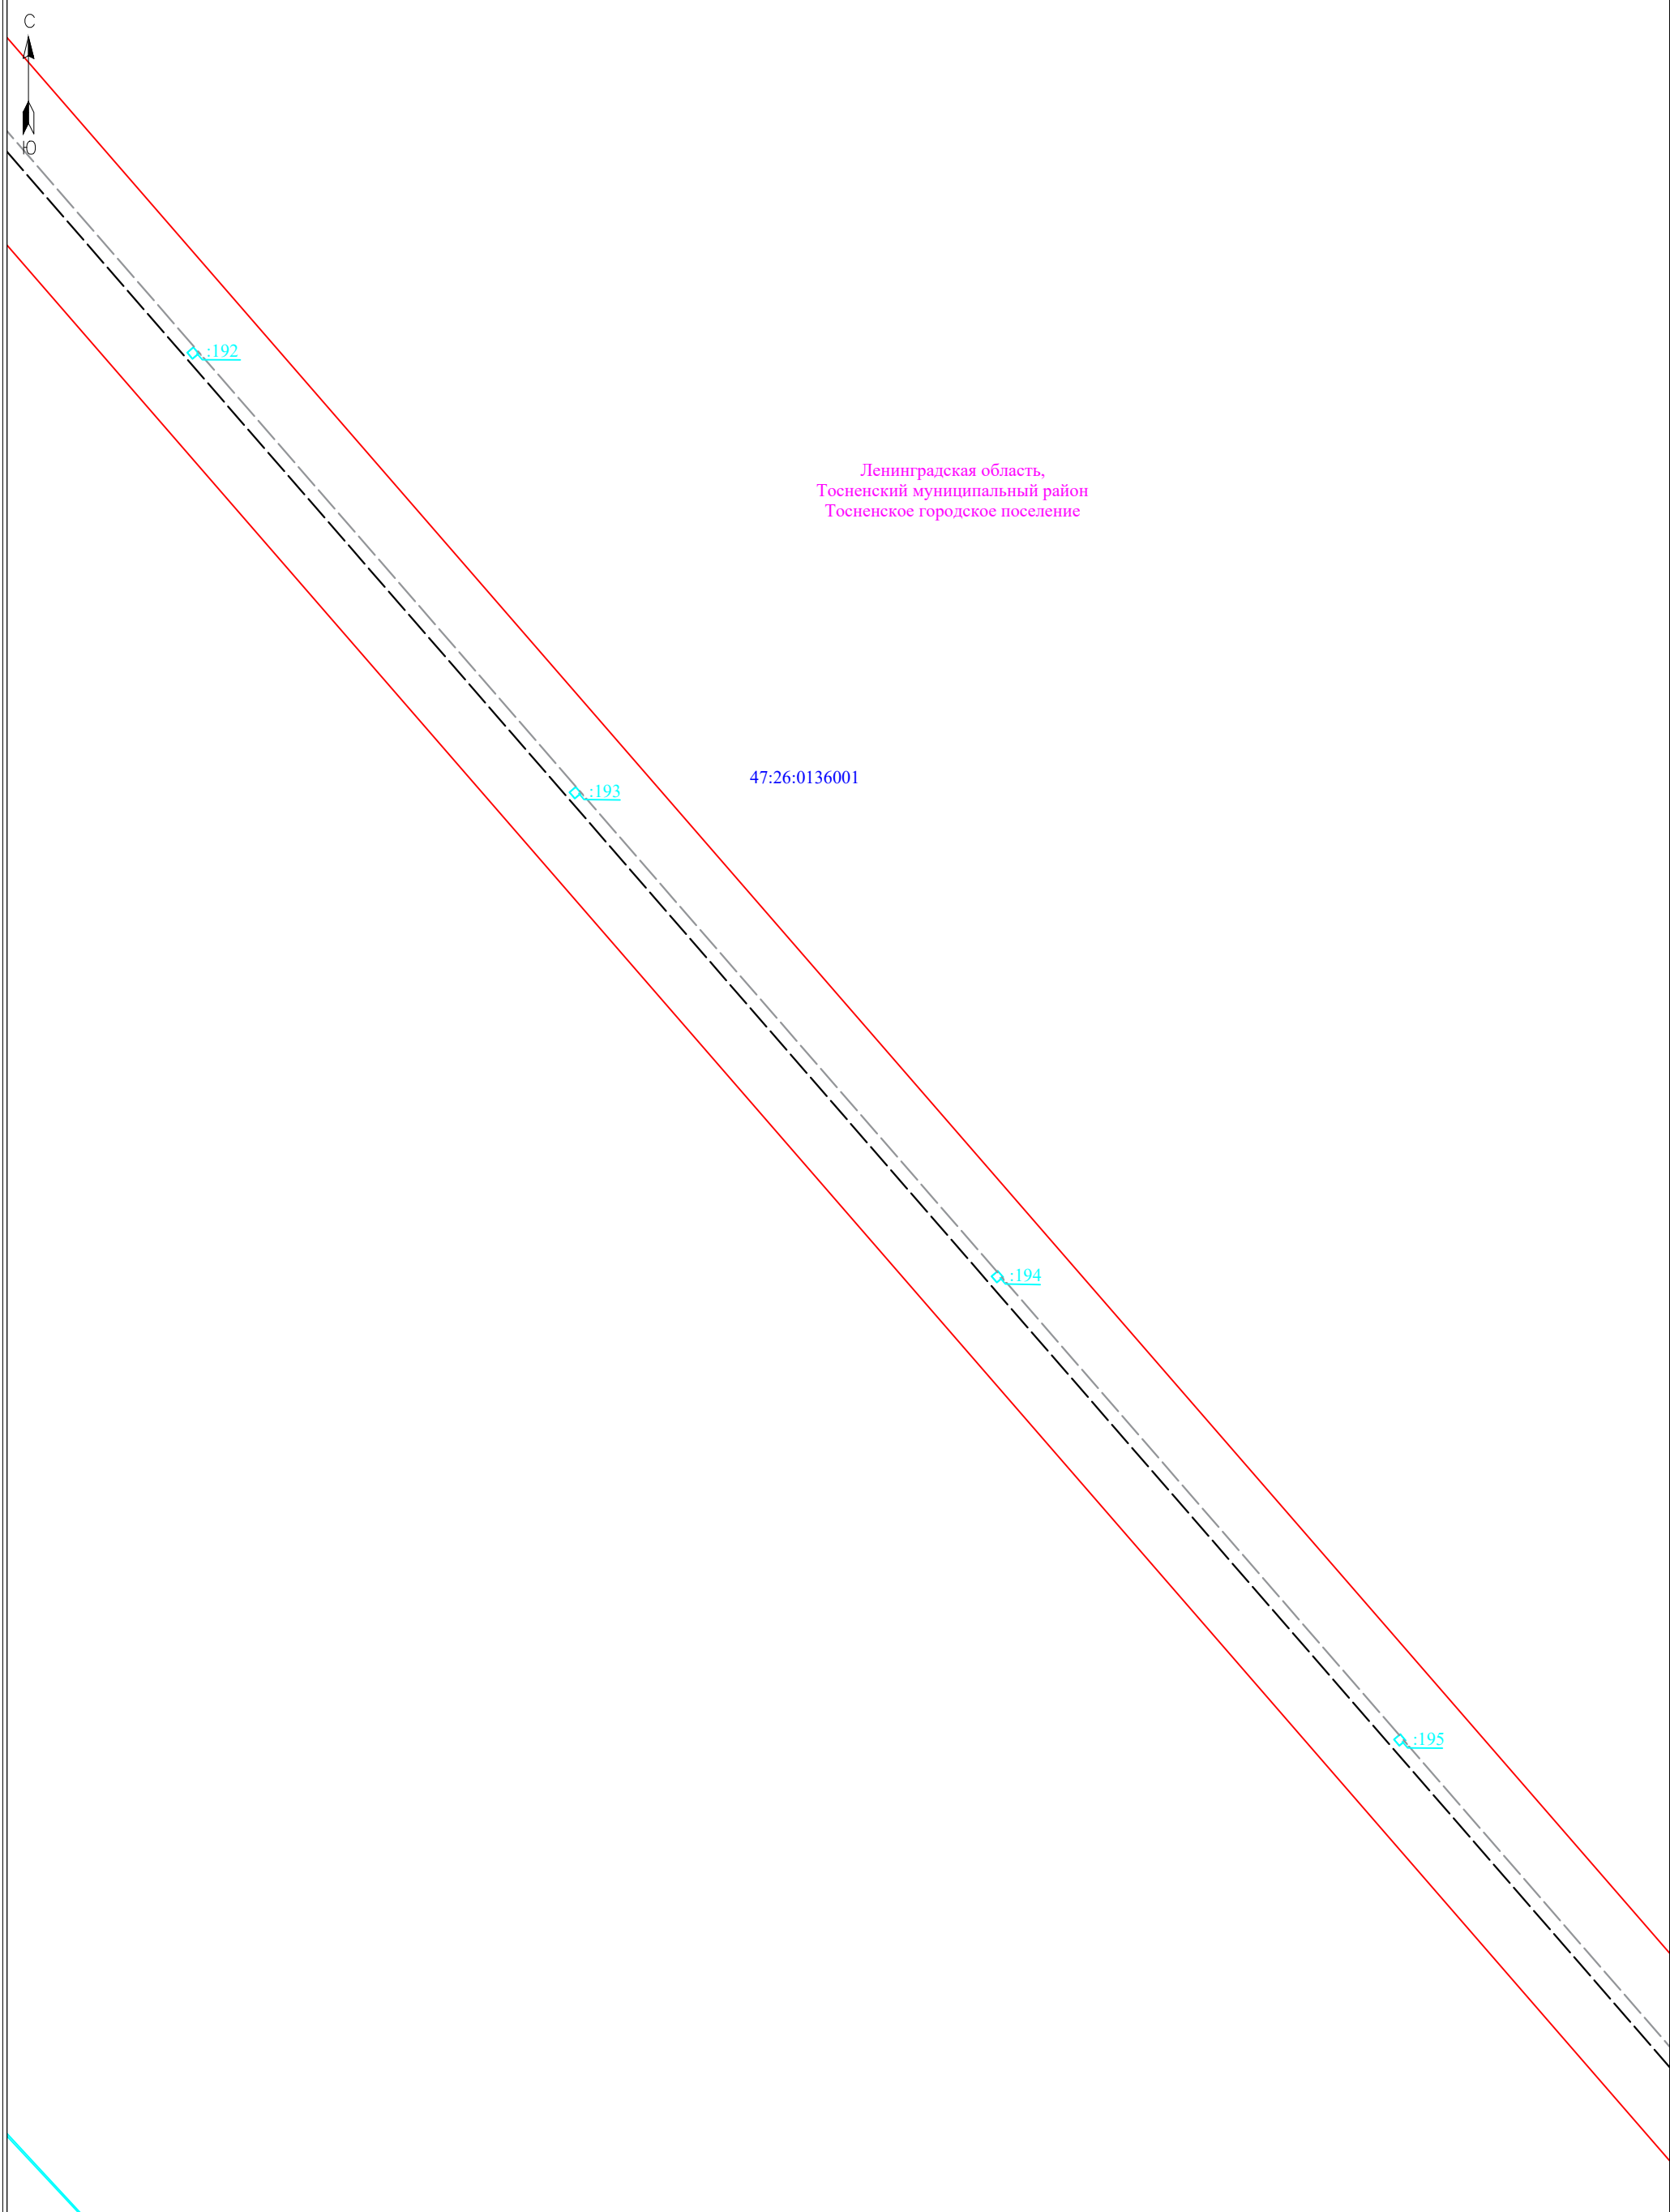 С
Ю
:192
Ленинградская область,
Тосненский муниципальный район
Тосненское городское поселение
47:26:0136001
:193
:194
:195